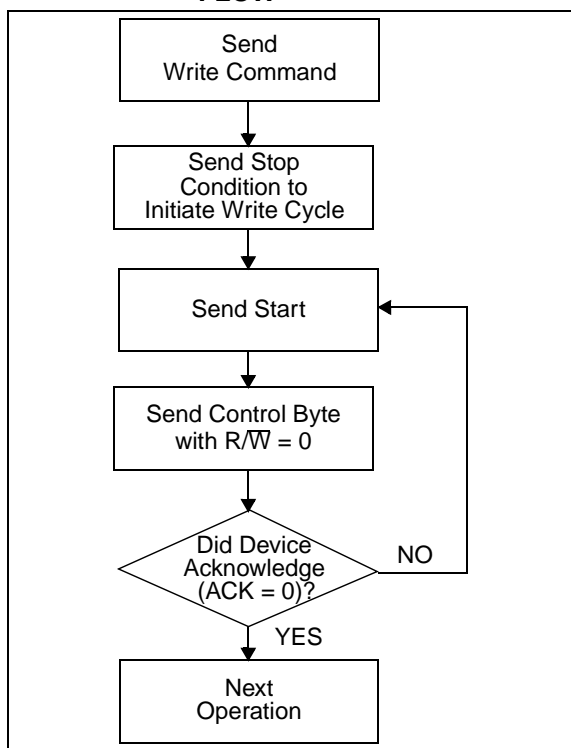 Send
Write Command
Send Stop
Condition to
Initiate Write Cycle
Send Start
Send Control Byte
with R/W̅ = 0
Did Device
Acknowledge
(ACK = 0)?
NO
YES
Next
Operation